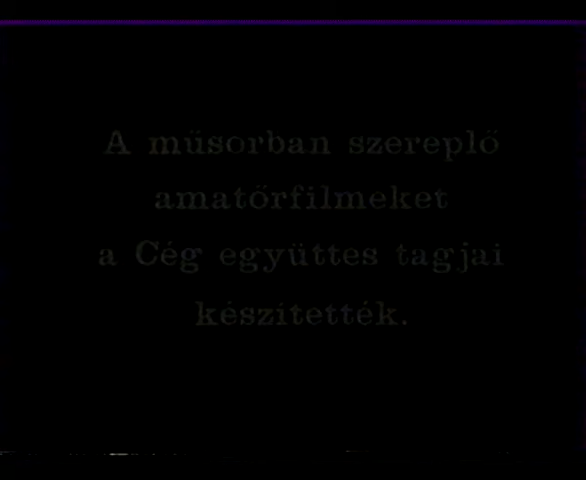 A műsorban szereplő
amatőrfilmeket
a Cég együttes tagjai
készítették.